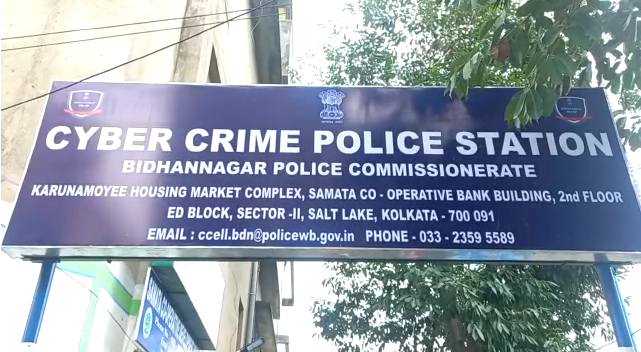 CYBER CRIME POLICE STATION
BIDHANNAGAR POLICE COMMISSIONERATE
KARUNAMOYEE HOUSING MARKET COMPLEX, SAMATA CO - OPERATIVE BANK BUILDING, 2nd FLOOR
ED BLOCK, SECTOR -II, SALT LAKE, KOLKATA - 700 091
EMAIL : ccell.bdn@policewb.gov.in PHONE - 033 - 2359 5589